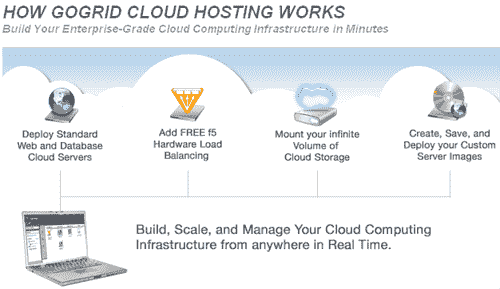 HOW GOGRID CLOUD HOSTING WORKS
Build Your Enterprise-Grade Cloud Computing Infrastructure in Minutes
Deploy Standard
Web and Database
Cloud Servers
Add FREE f5
Hardware Load
Balancing
Mount your infinite
Volume of
Cloud Storage
Create, Save, and
Deploy your Custom
Server Images
Build, Scale, and Manage Your Cloud Computing
Infrastructure from anywhere in Real Time.